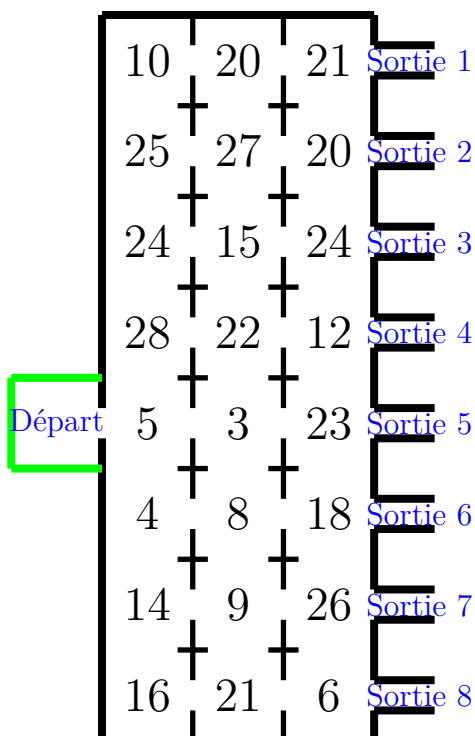 10 20 21 Sortie 1
25 27 20 Sortie 2
24 15 24 Sortie 3
28 22 12 Sortie 4
Départ 5 3 23 Sortie 5
4 8 18 Sortie 6
14 9 26 Sortie 7
16 21 6 Sortie 8